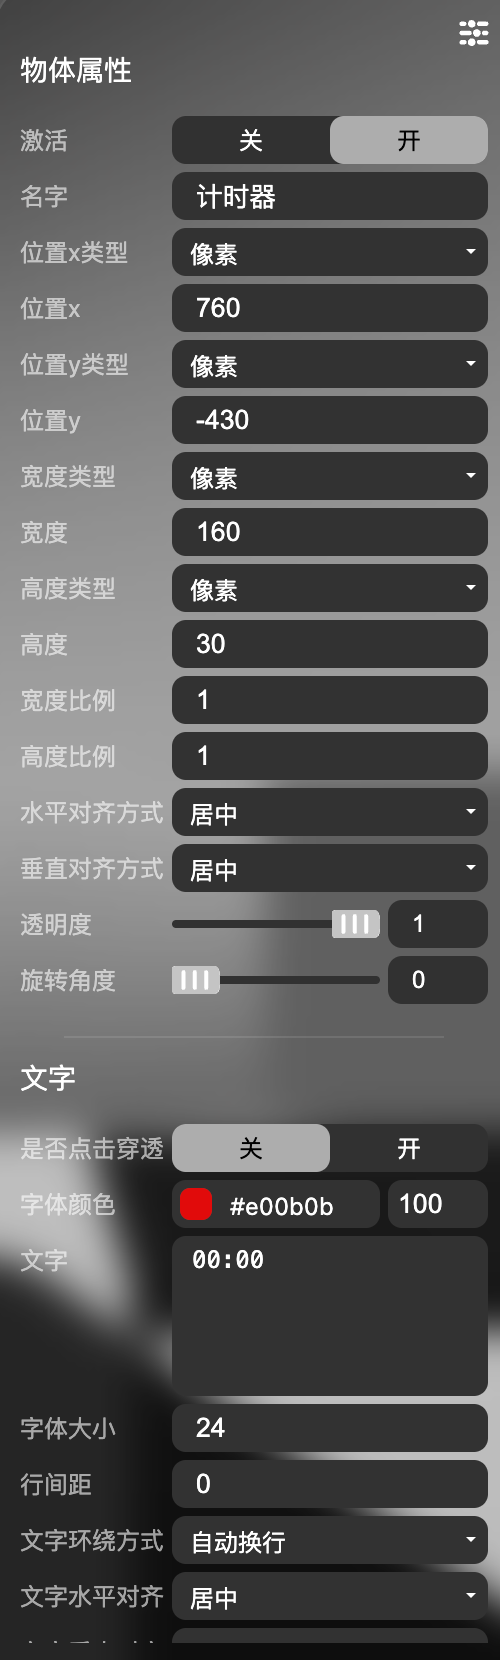 物体属性
激活 关 开
名字 计时器
位置x类型 像素
位置x 760
位置y类型 像素
位置y -430
宽度类型 像素
宽度 160
高度类型 像素
高度 30
宽度比例 1
高度比例 1
水平对齐方式 居中
垂直对齐方式 居中
透明度 1
旋转角度 0
文字
是否点击穿透 关 开
字体颜色 #e00b0b 100
文字 00:00
字体大小 24
行间距 0
文字环绕方式 自动换行
文字水平对齐 居中